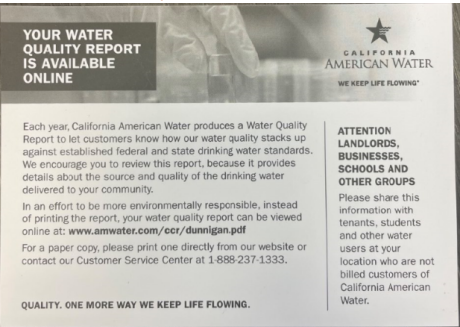 YOUR WATER
QUALITY REPORT
IS AVAILABLE
ONLINE
CALIFORNIA
AMERICAN WATER
WE KEEP LIFE FLOWING®
Each year, California American Water produces a Water Quality
Report to let customers know how our water quality stacks up
against established federal and state drinking water standards.
We encourage you to review this report, because it provides
details about the source and quality of the drinking water
delivered to your community.
In an effort to be more environmentally responsible, instead
of printing the report, your water quality report can be viewed
online at: www.amwater.com/ccr/dunnigan.pdf
For a paper copy, please print one directly from our website or
contact our Customer Service Center at 1-888-237-1333.
QUALITY. ONE MORE WAY WE KEEP LIFE FLOWING.
ATTENTION
LANDLORDS,
BUSINESSES,
SCHOOLS AND
OTHER GROUPS
Please share this
information with
tenants, students
and other water
users at your
location who are not
billed customers of
California American
Water.